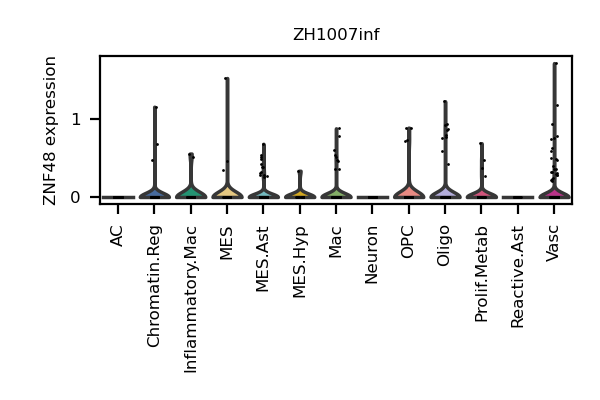 ZH1007inf
ZNF48 expression
1
0
AC
Chromatin.Reg
Inflammatory.Mac
MES
MES.Ast
MES.Hyp
Mac
Neuron
OPC
Oligo
Prolif.Metab
Reactive.Ast
Vasc